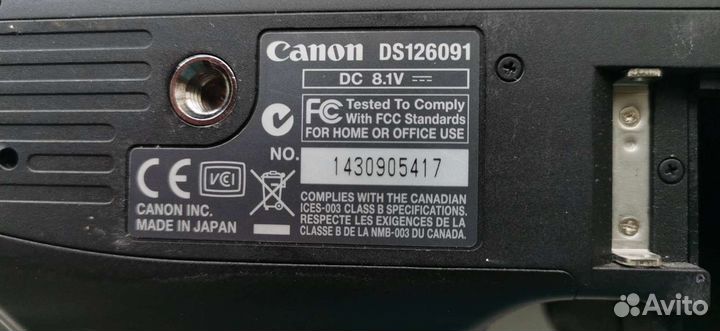 Canon DS126091
DC 8.1V
FC Tested To Comply
With FCC Standards
FOR HOME OR OFFICE USE
NO. 1430905417
CE VCI
COMPLIES WITH THE CANADIAN
ICES-003 CLASS B SPECIFICATIONS.
RESPECTE LES EXIGENCES DE LA
CLASSE B DE LA NMB-003 DU CANADA.
CANON INC.
MADE IN JAPAN
Avito